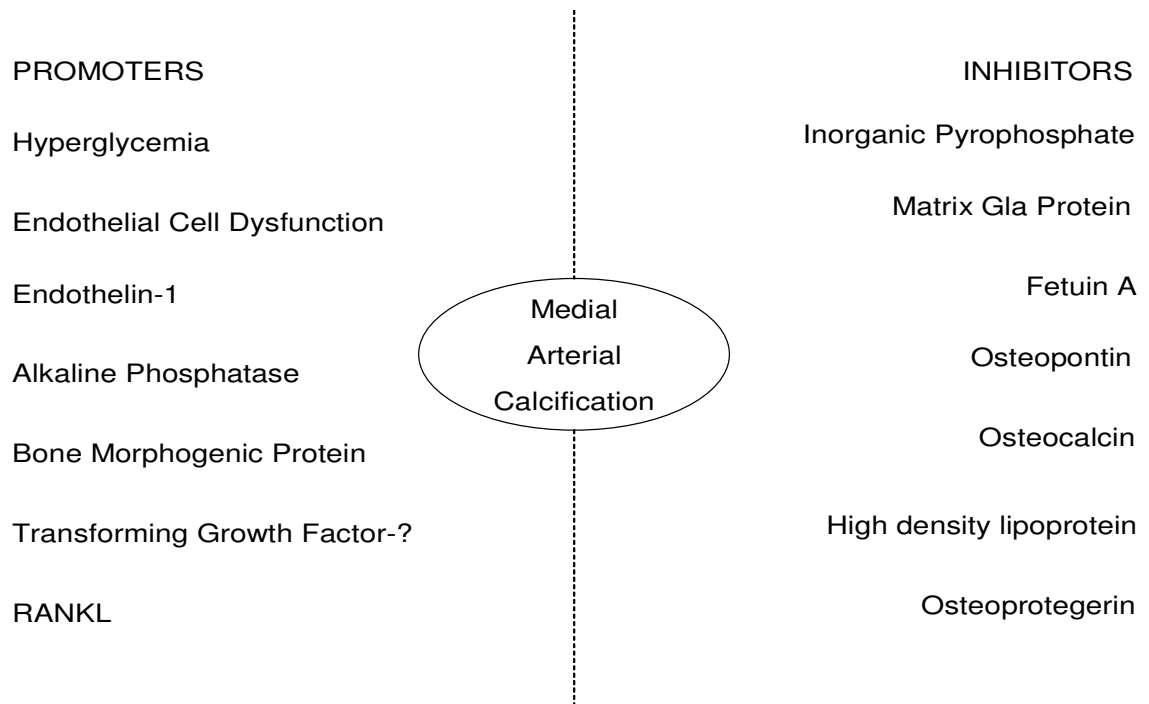 PROMOTERS
Hyperglycemia
Endothelial Cell Dysfunction
Endothelin-1
Alkaline Phosphatase
Bone Morphogenic Protein
Transforming Growth Factor-?
RANKL
Medial
Arterial
Calcification
INHIBITORS
Inorganic Pyrophosphate
Matrix Gla Protein
Fetuin A
Osteopontin
Osteocalcin
High density lipoprotein
Osteoprotegerin